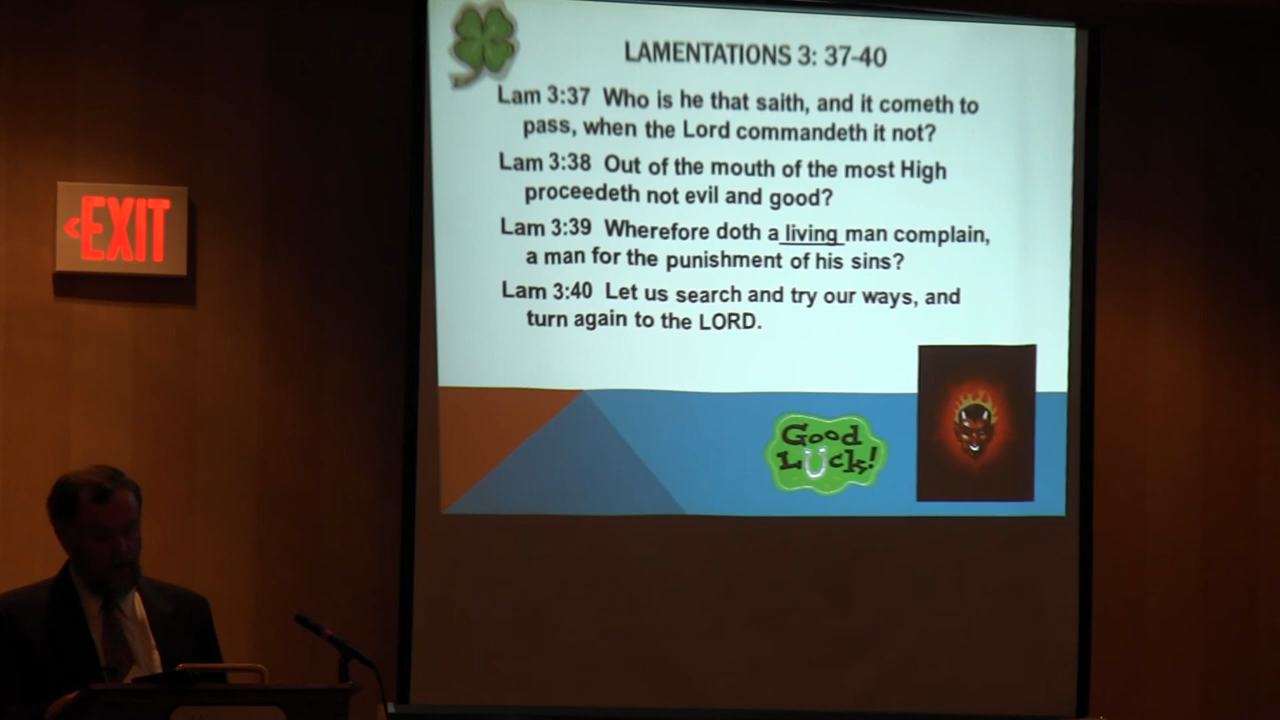 LAMENTATIONS 3: 37-40
Lam 3:37 Who is he that saith, and it cometh to
pass, when the Lord commandeth it not?
Lam 3:38 Out of the mouth of the most High
proceedeth not evil and good?
<EXIT
Lam 3:39 Wherefore doth a living man complain,
a man for the punishment of his sins?
Lam 3:40 Let us search and try our ways, and
turn again to the LORD.
Good
Luck!